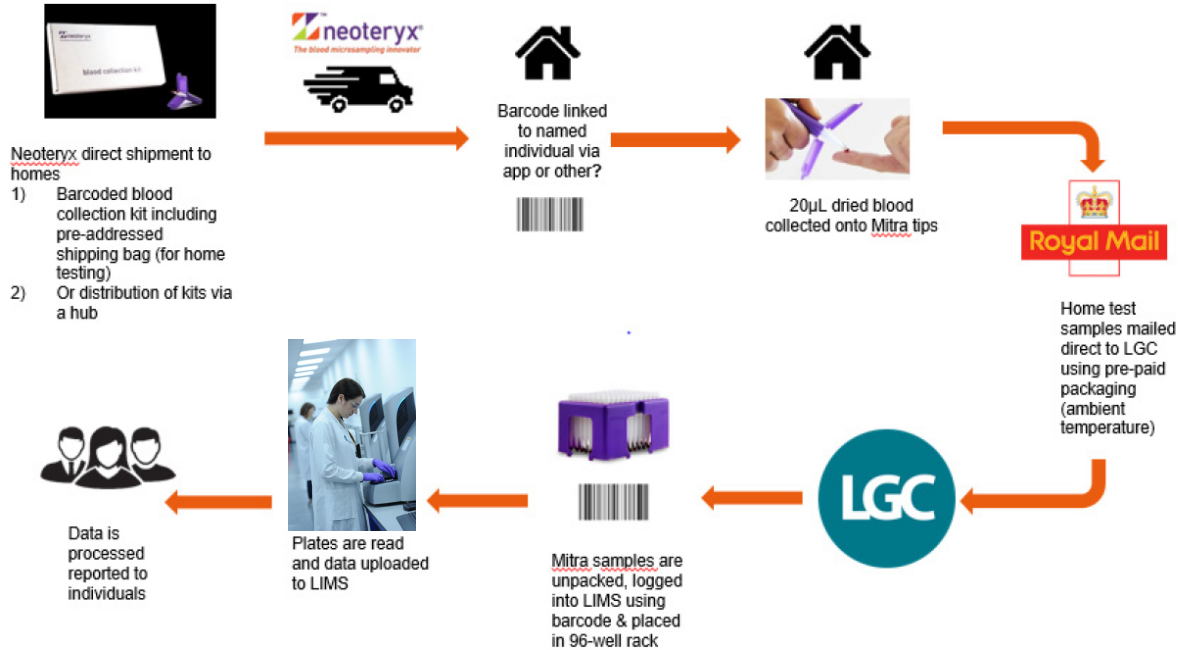 neoteryx
blood collection kit
neoteryx®
The blood microsampling innovator
Neoteryx direct shipment to
homes
1) Barcoded blood
collection kit including
pre-addressed
shipping bag (for home
testing)
2) Or distribution of kits via
a hub
Barcode linked
to named
individual via
app or other?
20µL dried blood
collected onto Mitra tips
Royal Mail
Home test
samples mailed
direct to LGC
using pre-paid
packaging
(ambient
temperature)
LGC
Mitra samples are
unpacked, logged
into LIMS using
barcode & placed
in 96-well rack
Plates are read
and data uploaded
to LIMS
Data is
processed
reported to
individuals